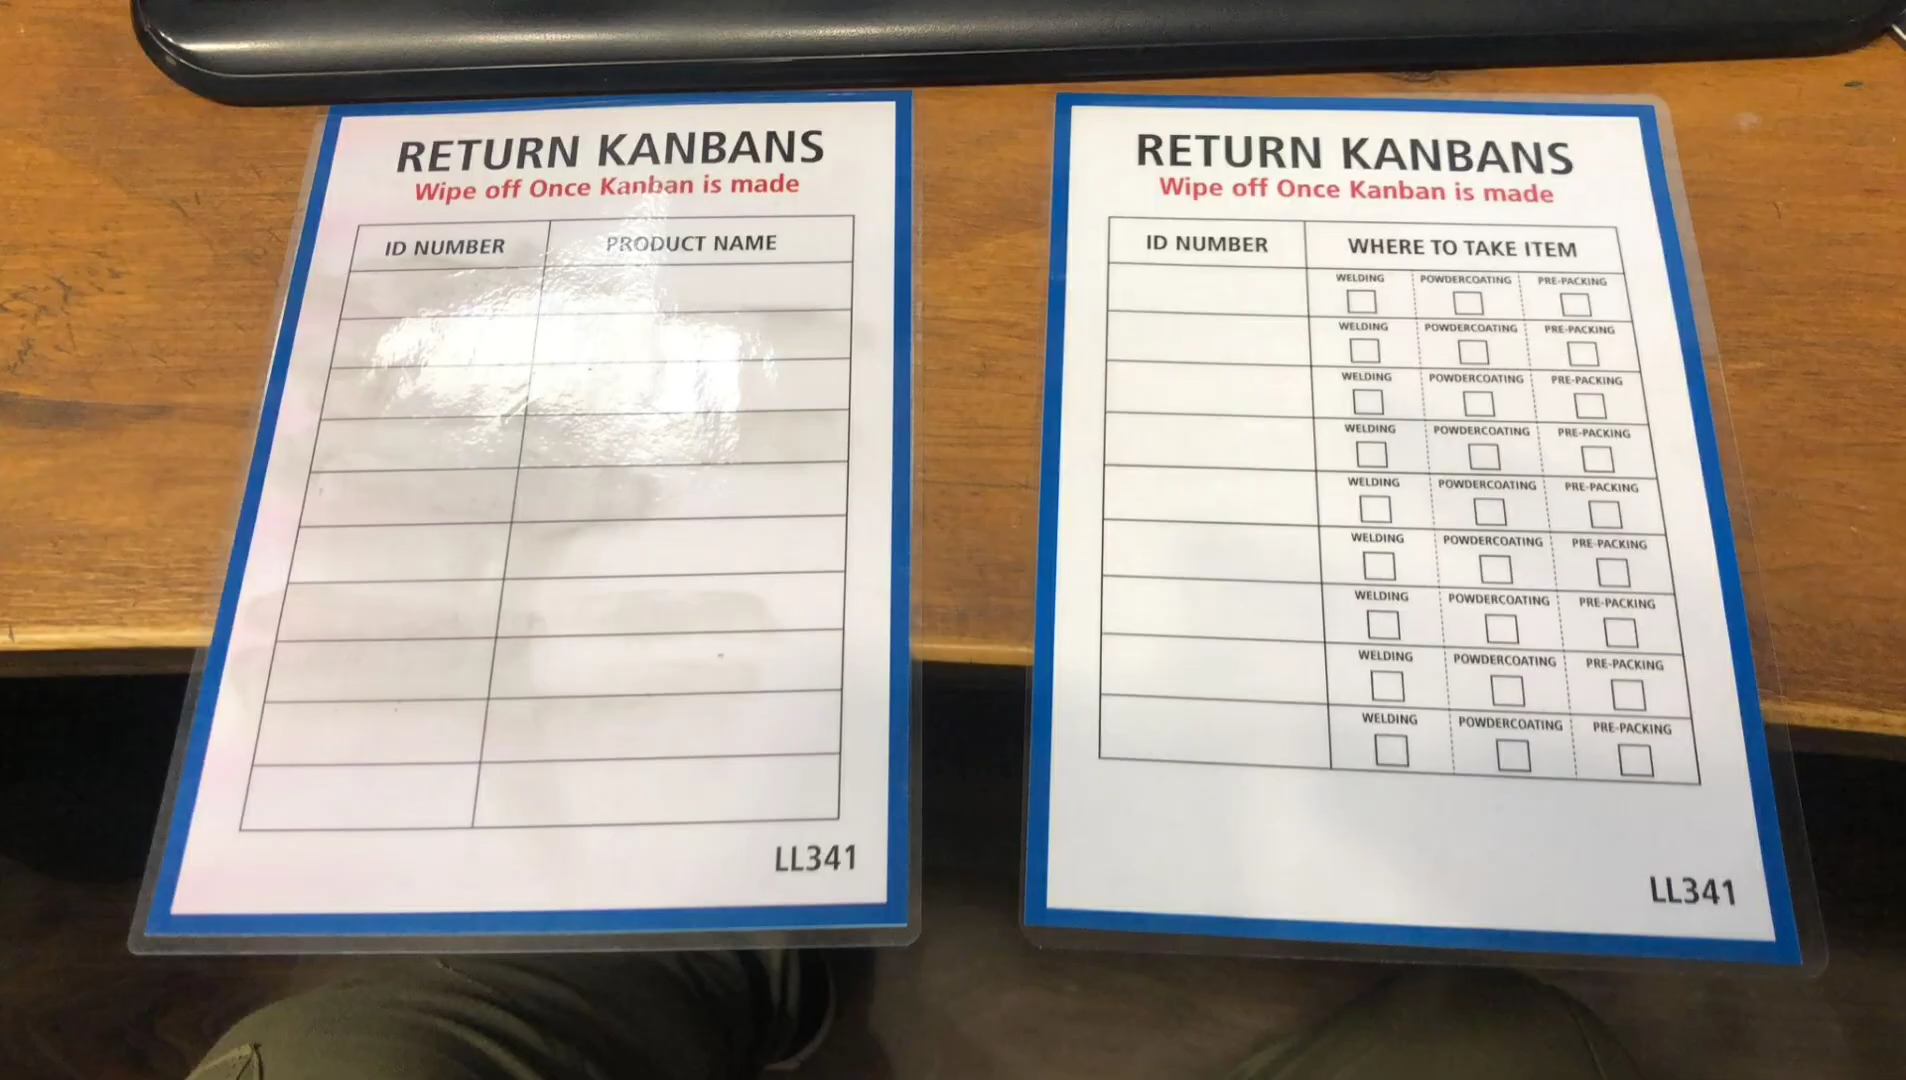 RETURN KANBANS
Wipe off Once Kanban is made
ID NUMBER PRODUCT NAME
LL341
RETURN KANBANS
Wipe off Once Kanban is made
ID NUMBER WHERE TO TAKE ITEM
WELDING POWDERCOATING PRE-PACKING
WELDING POWDERCOATING PRE-PACKING
WELDING POWDERCOATING PRE-PACKING
WELDING POWDERCOATING PRE-PACKING
WELDING POWDERCOATING PRE-PACKING
WELDING POWDERCOATING PRE-PACKING
WELDING POWDERCOATING PRE-PACKING
WELDING POWDERCOATING PRE-PACKING
WELDING POWDERCOATING PRE-PACKING
LL341